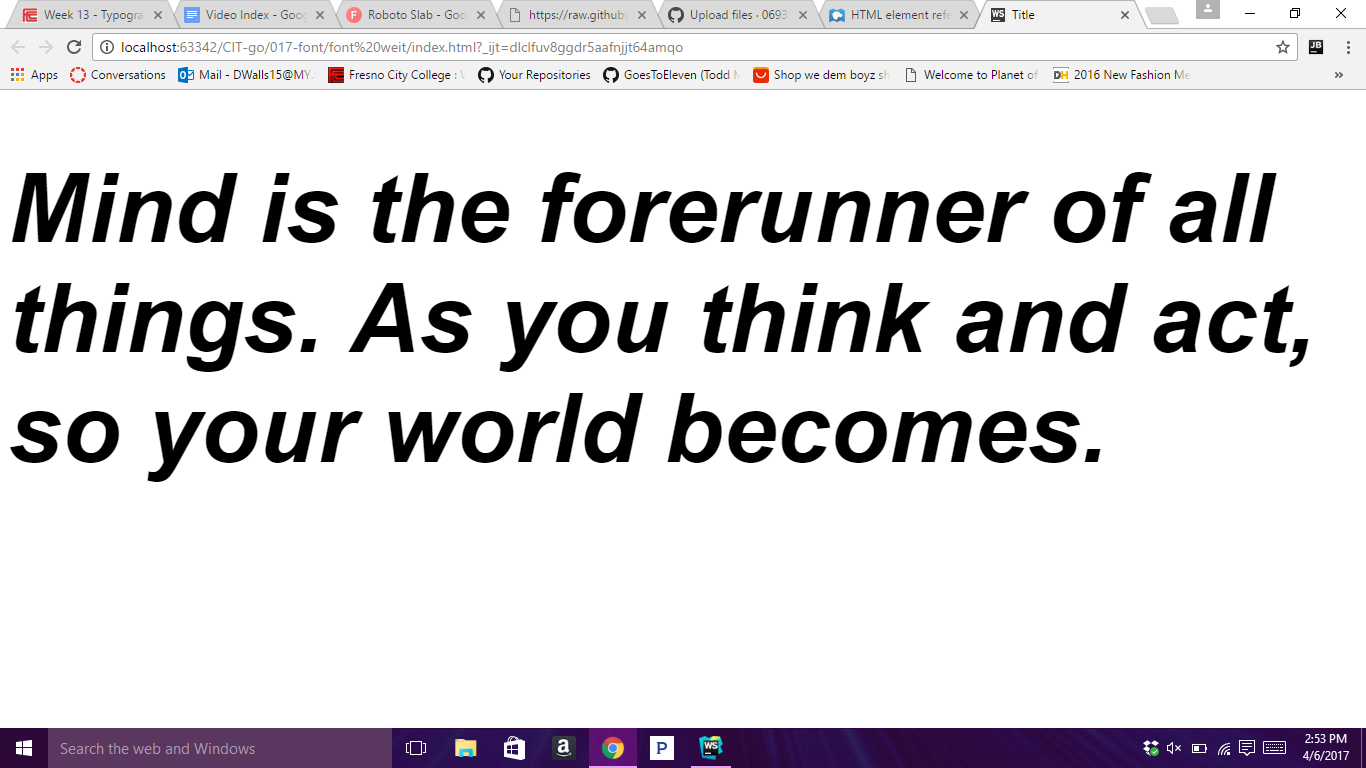 Week 13 - Typogra
Video Index - Goog
Roboto Slab - Goo
https://raw.githubu
Upload files · 0693
HTML element refe
Title
localhost:63342/CIT-go/017-font/font%20weit/index.html?_ijt=dlclfuv8ggdr5aafnjjt64amqo
Apps
Conversations
Mail - DWalls15@MY.
Fresno City College : W
Your Repositories
GoesToEleven (Todd M
Shop we dem boyz sh
Welcome to Planet of
2016 New Fashion Me
Mind is the forerunner of all
things. As you think and act,
so your world becomes.
Search the web and Windows
2:53 PM
4/6/2017